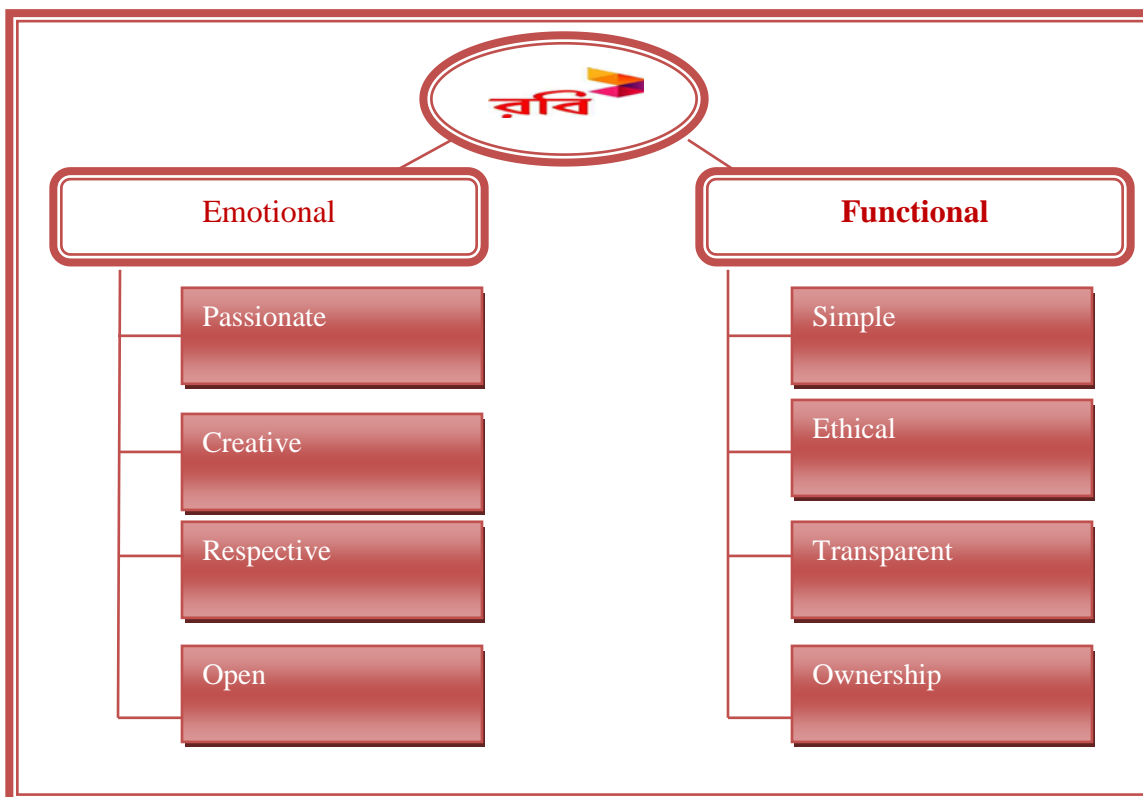 রবি
Emotional
Passionate
Creative
Respective
Open
Functional
Simple
Ethical
Transparent
Ownership